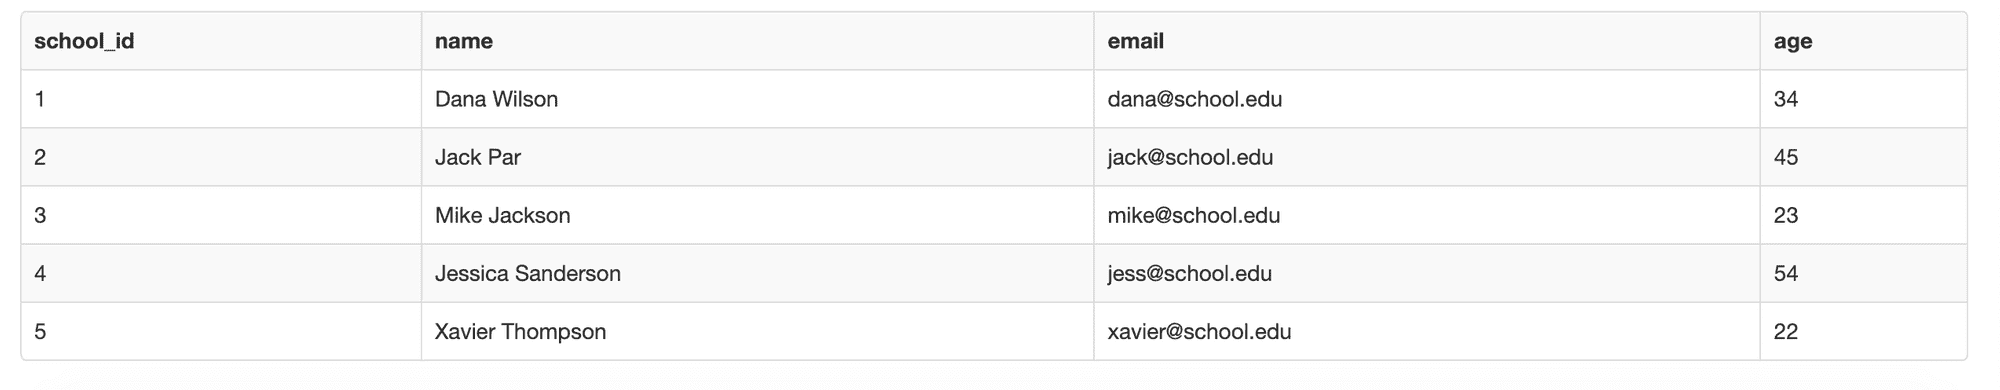 school_id name email age
1 Dana Wilson dana@school.edu 34
2 Jack Par jack@school.edu 45
3 Mike Jackson mike@school.edu 23
4 Jessica Sanderson jess@school.edu 54
5 Xavier Thompson xavier@school.edu 22